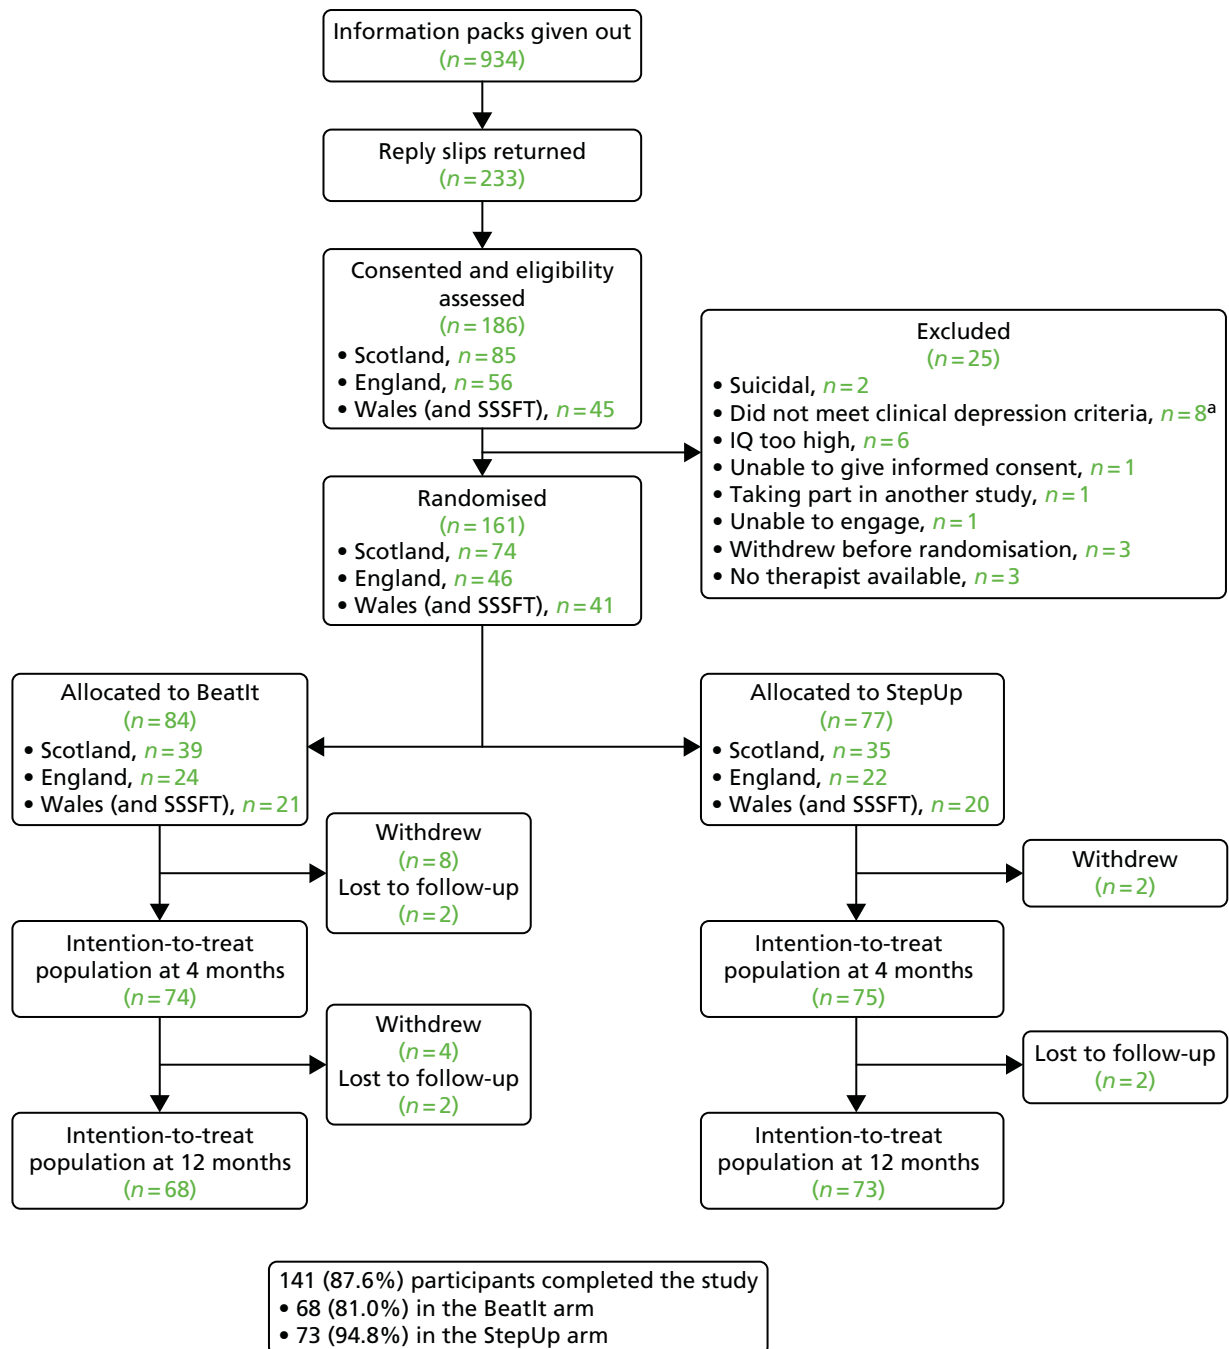 Information packs given out
(n=934)
Reply slips returned
(n=233)
Consented and eligibility
assessed
(n=186)
• Scotland, n=85
• England, n=56
• Wales (and SSSFT), n=45
Excluded
(n=25)
• Suicidal, n=2
• Did not meet clinical depression criteria, n=8a
• IQ too high, n=6
• Unable to give informed consent, n=1
• Taking part in another study, n=1
• Unable to engage, n=1
• Withdrew before randomisation, n=3
• No therapist available, n=3
Randomised
(n=161)
• Scotland, n=74
• England, n=46
• Wales (and SSSFT), n=41
Allocated to BeatIt
(n=84)
• Scotland, n=39
• England, n=24
• Wales (and SSSFT), n=21
Allocated to StepUp
(n=77)
• Scotland, n=35
• England, n=22
• Wales (and SSSFT), n=20
Withdrew
(n=8)
Lost to follow-up
(n=2)
Withdrew
(n=2)
Intention-to-treat
population at 4 months
(n=74)
Intention-to-treat
population at 4 months
(n=75)
Withdrew
(n=4)
Lost to follow-up
(n=2)
Lost to follow-up
(n=2)
Intention-to-treat
population at 12 months
(n=68)
Intention-to-treat
population at 12 months
(n=73)
141 (87.6%) participants completed the study
• 68 (81.0%) in the BeatIt arm
• 73 (94.8%) in the StepUp arm